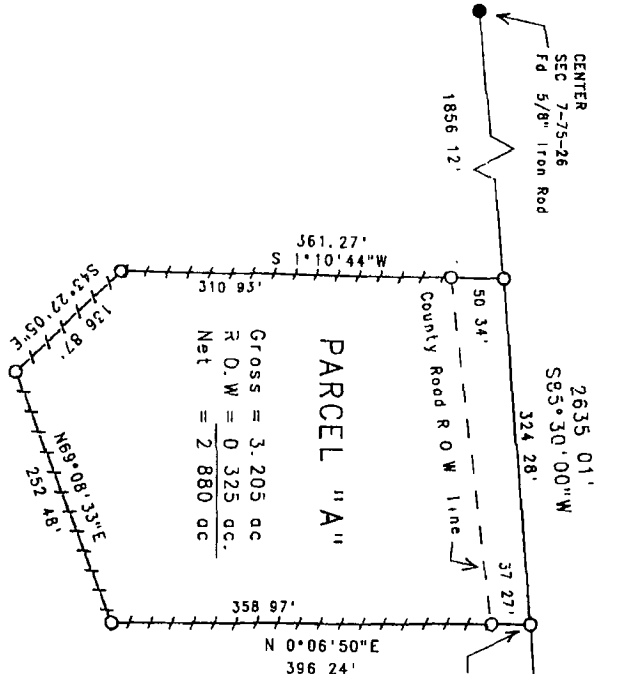 CENTER
SEC 7-75-26
Fd 5/8" Iron Rod
1856 12'
2635 01'
S85°30'00"W
324 28'
361.27'
S 1°10'44"W
310 93'
50 34'
County Road R O W line
37 27'
PARCEL "A"
Gross = 3.205 ac
R O.W = 0 325 ac.
Net = 2 880 ac
S43°22'05"E
136 87'
N69°08'33"E
252 48'
358 97'
N 0°06'50"E
396 24'